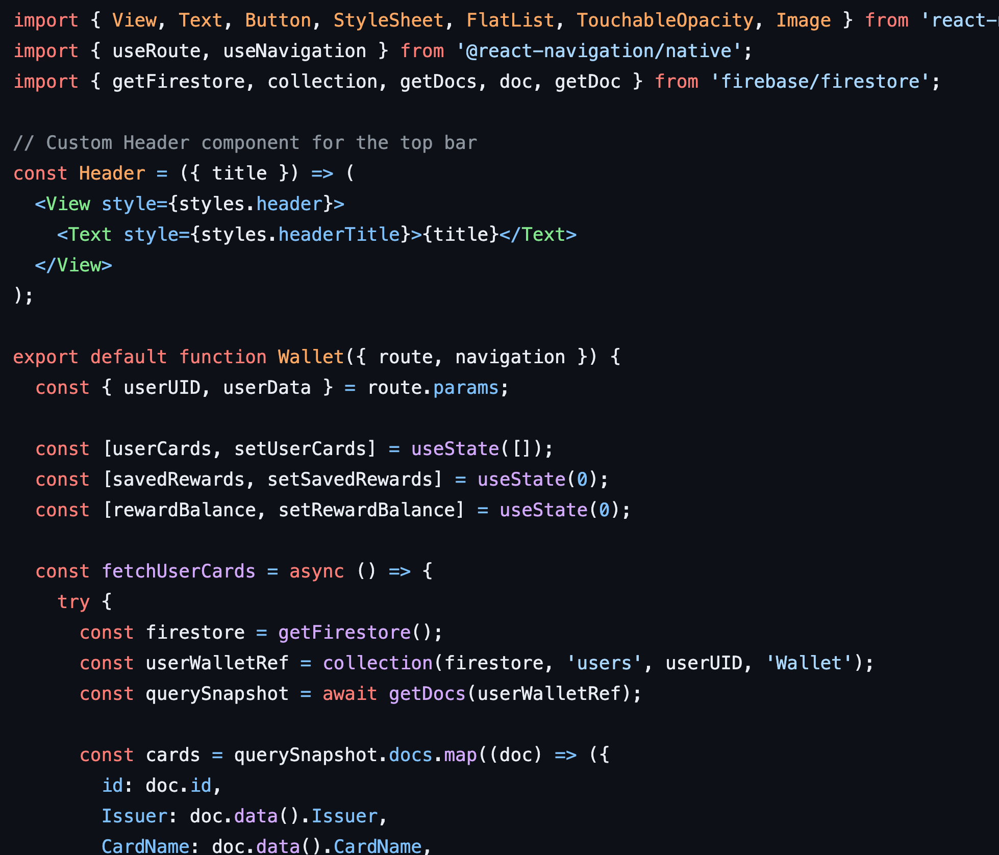 import { View, Text, Button, StyleSheet, FlatList, TouchableOpacity, Image } from 'react-
import { useRoute, useNavigation } from '@react-navigation/native';
import { getFirestore, collection, getDocs, doc, getDoc } from 'firebase/firestore';
// Custom Header component for the top bar
const Header = ({ title }) => (
  <View style={styles.header}>
    <Text style={styles.headerTitle}>{title}</Text>
  </View>
);
export default function Wallet({ route, navigation }) {
  const { userUID, userData } = route.params;
  const [userCards, setUserCards] = useState([]);
  const [savedRewards, setSavedRewards] = useState(0);
  const [rewardBalance, setRewardBalance] = useState(0);
  const fetchUserCards = async () => {
    try {
      const firestore = getFirestore();
      const userWalletRef = collection(firestore, 'users', userUID, 'Wallet');
      const querySnapshot = await getDocs(userWalletRef);
      const cards = querySnapshot.docs.map((doc) => ({
        id: doc.id,
        Issuer: doc.data().Issuer,
        CardName: doc.data().CardName,